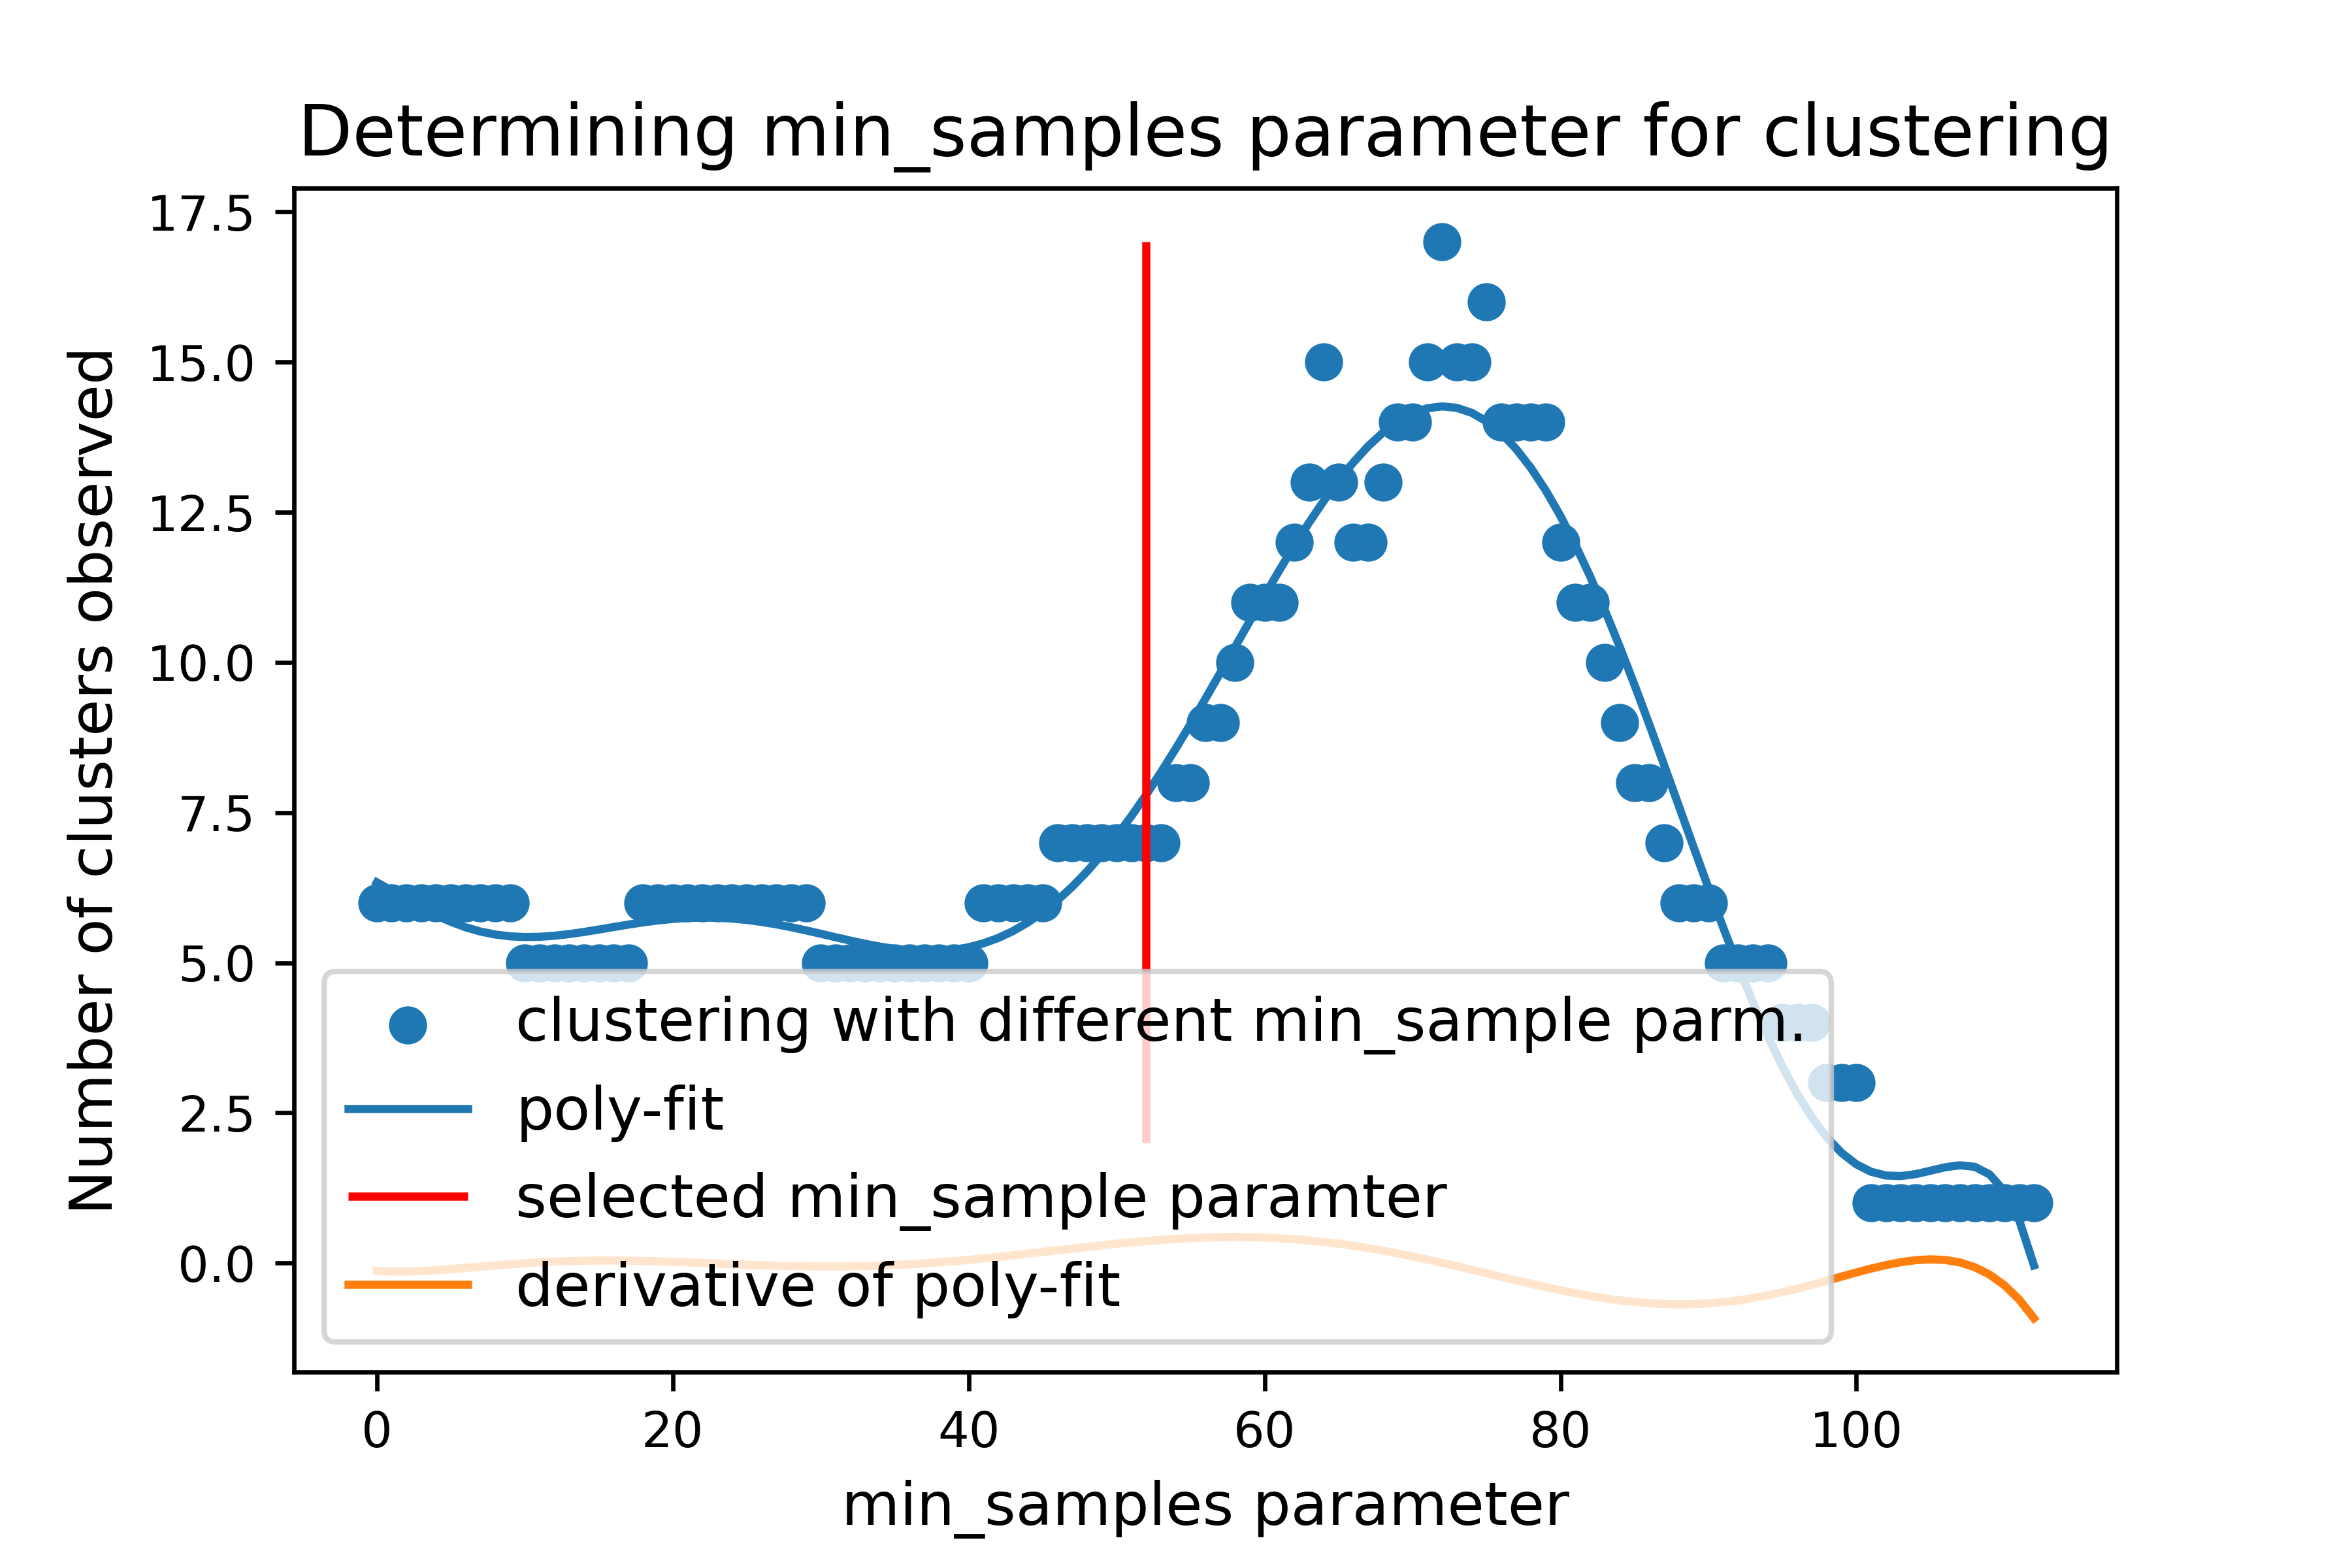 Determining min_samples parameter for clustering
Number of clusters observed
17.5
15.0
12.5
10.0
7.5
5.0
2.5
0.0
clustering with different min_sample parm.
poly-fit
selected min_sample paramter
derivative of poly-fit
0 20 40 60 80 100
min_samples parameter